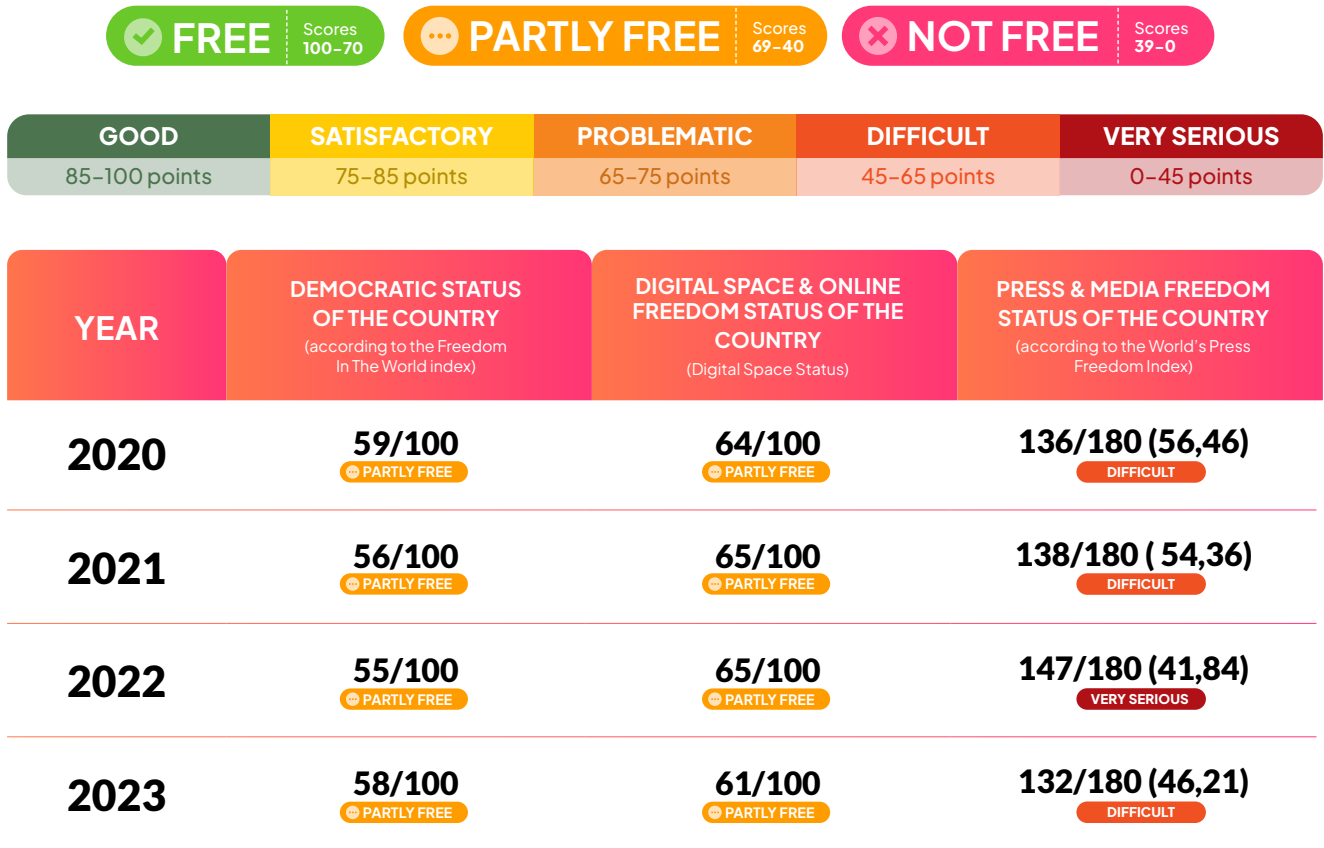 FREE Scores 100–70
PARTLY FREE Scores 69–40
NOT FREE Scores 39–0
GOOD SATISFACTORY PROBLEMATIC DIFFICULT VERY SERIOUS
85–100 points 75–85 points 65–75 points 45–65 points 0–45 points
YEAR
DEMOCRATIC STATUS
OF THE COUNTRY
(according to the Freedom
In The World index)
DIGITAL SPACE & ONLINE
FREEDOM STATUS OF THE
COUNTRY
(Digital Space Status)
PRESS & MEDIA FREEDOM
STATUS OF THE COUNTRY
(according to the World's Press
Freedom Index)
2020 59/100 64/100 136/180 (56,46)
PARTLY FREE PARTLY FREE DIFFICULT
2021 56/100 65/100 138/180 ( 54,36)
PARTLY FREE PARTLY FREE DIFFICULT
2022 55/100 65/100 147/180 (41,84)
PARTLY FREE PARTLY FREE VERY SERIOUS
2023 58/100 61/100 132/180 (46,21)
PARTLY FREE PARTLY FREE DIFFICULT